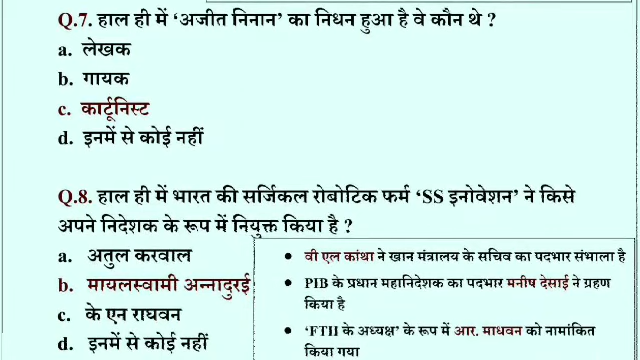 Q.7. हाल ही में ‘अजीत निनान’ का निधन हुआ है वे कौन थे ?
a. लेखक
b. गायक
c. कार्टूनिस्ट
d. इनमें से कोई नहीं
Q.8. हाल ही में भारत की सर्जिकल रोबोटिक फर्म ‘SS इनोवेशन’ ने किसे
अपने निदेशक के रूप में नियुक्त किया है ?
a. अतुल करवाल
b. मायलस्वामी अन्नादुरई
c. के एन राघवन
d. इनमें से कोई नहीं
• वी एल कांथा ने खान मंत्रालय के सचिव का पदभार संभाला है
• PIB के प्रधान महानिदेशक का पदभार मनीष देसाई ने ग्रहण
किया है
• ‘FTII के अध्यक्ष’ के रूप में आर. माधवन को नामांकित
किया गया